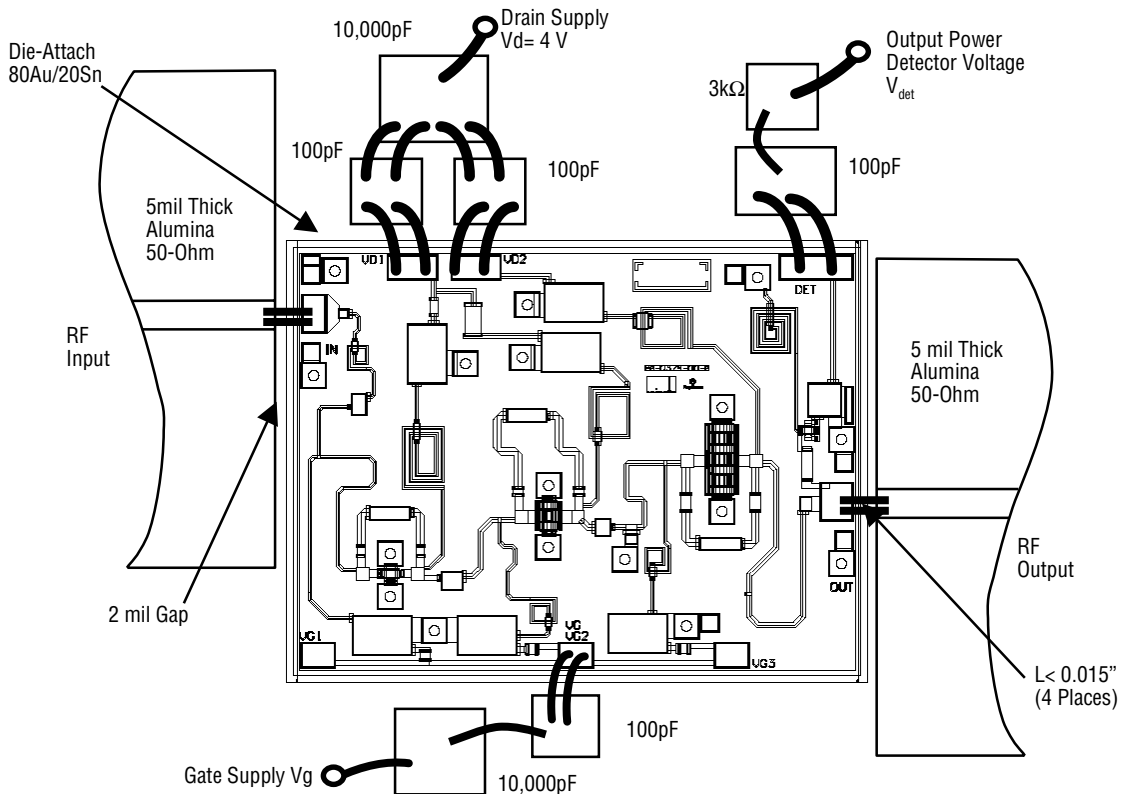 10,000pF
Drain Supply
Vd= 4 V
Die-Attach
80Au/20Sn
Output Power
Detector Voltage
Vdet
3kΩ
100pF
100pF
100pF
5mil Thick
Alumina
50-Ohm
VD1
VD2
DET
RF
Input
IN
5 mil Thick
Alumina
50-Ohm
RF
Output
OUT
2 mil Gap
VG1
VG
VG2
VG3
L< 0.015”
(4 Places)
100pF
Gate Supply Vg
10,000pF